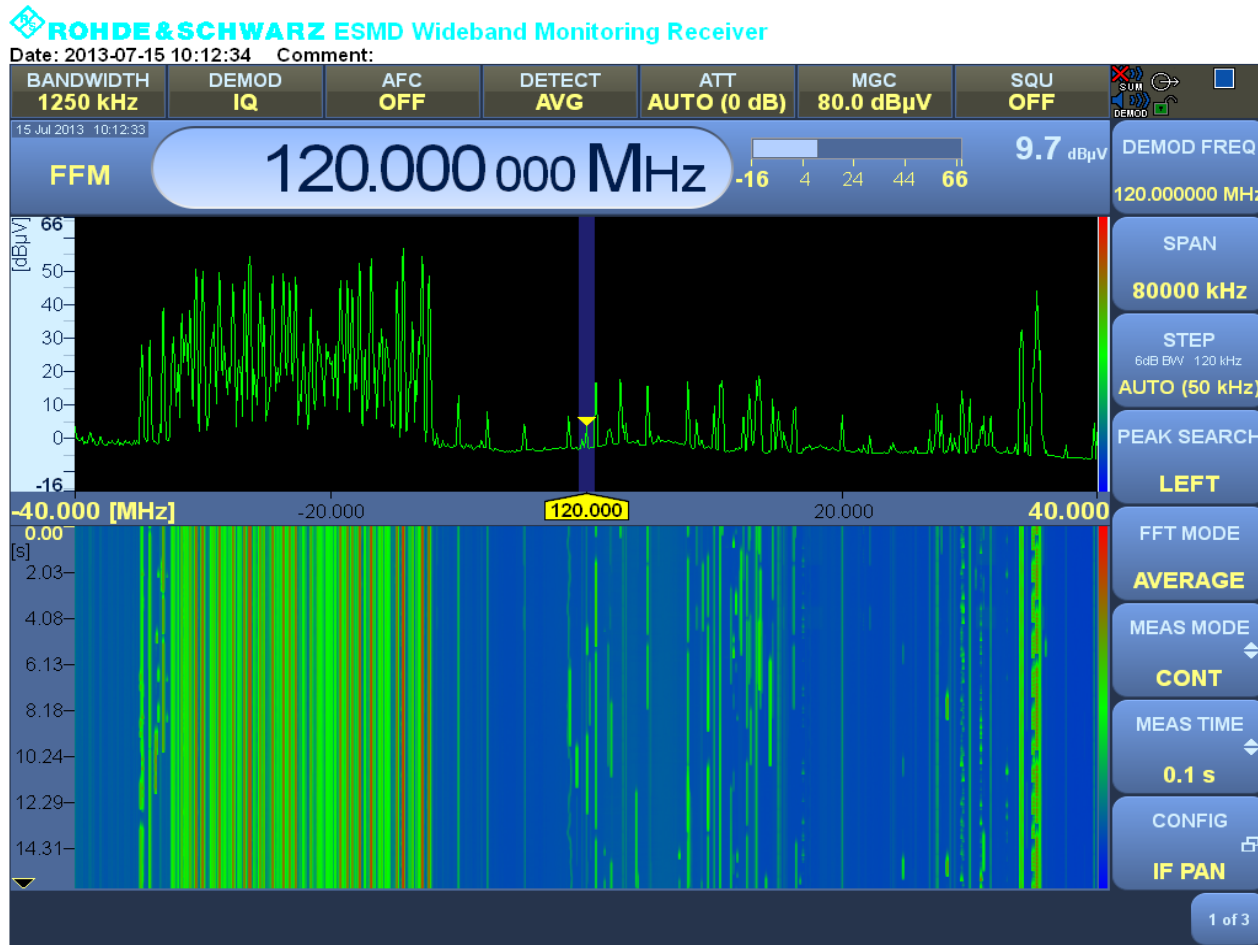 ROHDE & SCHWARZ ESMD Wideband Monitoring Receiver
Date: 2013-07-15 10:12:34 Comment:
BANDWIDTH DEMOD AFC DETECT ATT MGC SQU
1250 kHz IQ OFF AVG AUTO (0 dB) 80.0 dBµV OFF
SUM
DEMOD
15 Jul 2013 10:12:33
FFM 120.000 000 MHz
9.7 dBµV
-16 4 24 44 66
DEMOD FREQ
120.000000 MHz
SPAN
80000 kHz
STEP
6dB BW 120 kHz
AUTO (50 kHz)
PEAK SEARCH
LEFT
FFT MODE
AVERAGE
MEAS MODE
CONT
MEAS TIME
0.1 s
CONFIG
IF PAN
1 of 3
[dBµV]
66
50
40
30
20
10
0
-16
-40.000 [MHz] -20.000 120.000 20.000 40.000
0.00
[s]
2.03
4.08
6.13
8.18
10.24
12.29
14.31